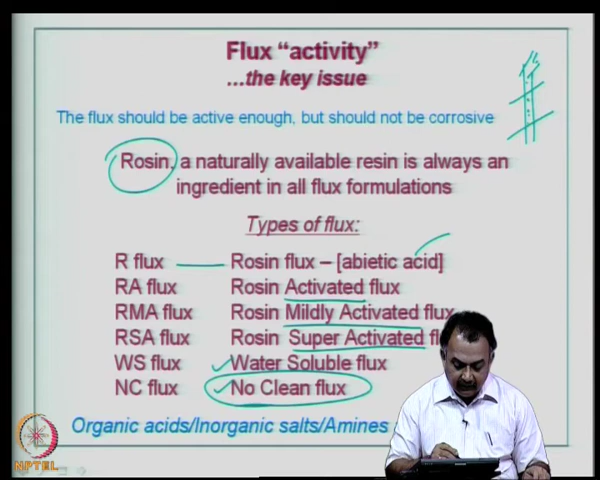 Flux “activity”
...the key issue
The flux should be active enough, but should not be corrosive
Rosin, a naturally available resin is always an
ingredient in all flux formulations
Types of flux:
R flux Rosin flux – [abietic acid]
RA flux Rosin Activated flux
RMA flux Rosin Mildly Activated flux
RSA flux Rosin Super Activated
WS flux Water Soluble flux
NC flux No Clean flux
Organic acids/Inorganic salts/Amines
NPTEL